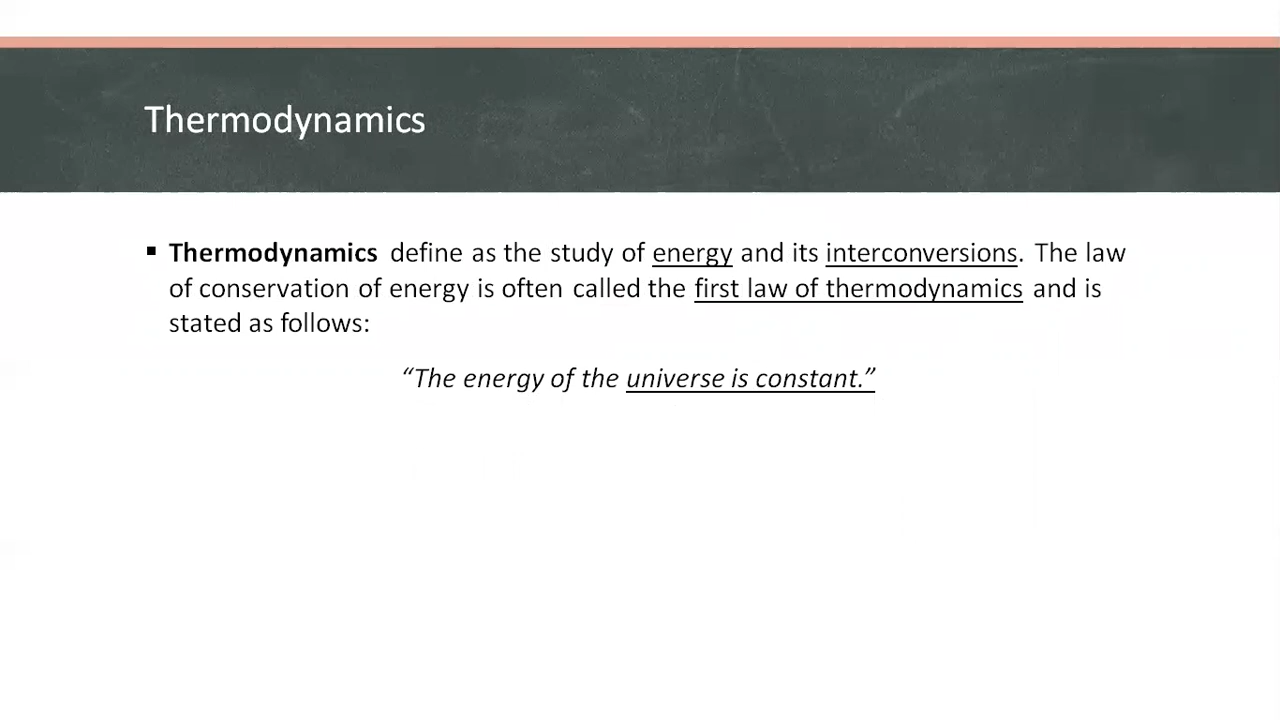 Thermodynamics
▪ Thermodynamics define as the study of energy and its interconversions. The law
of conservation of energy is often called the first law of thermodynamics and is
stated as follows:
“The energy of the universe is constant.”